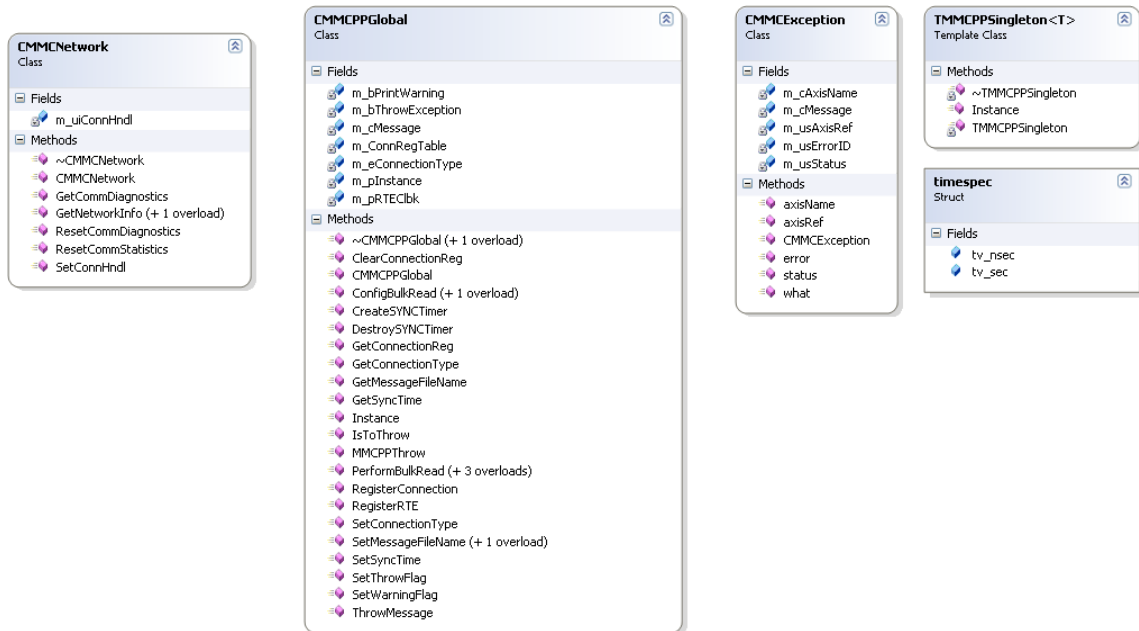 CMMCNetwork
Class
Fields
m_uiConnHndl
Methods
~CMMCNetwork
CMMCNetwork
GetCommDiagnostics
GetNetworkInfo (+ 1 overload)
ResetCommDiagnostics
ResetCommStatistics
SetConnHndl
CMMCPPGlobal
Class
Fields
m_bPrintWarning
m_bThrowException
m_cMessage
m_ConnRegTable
m_eConnectionType
m_pInstance
m_pRTEClbk
Methods
~CMMCPPGlobal (+ 1 overload)
ClearConnectionReg
CMMCPPGlobal
ConfigBulkRead (+ 1 overload)
CreateSYNCTimer
DestroySYNCTimer
GetConnectionReg
GetConnectionType
GetMessageFileName
GetSyncTime
Instance
IsToThrow
MMCPPThrow
PerformBulkRead (+ 3 overloads)
RegisterConnection
RegisterRTE
SetConnectionType
SetMessageFileName (+ 1 overload)
SetSyncTime
SetThrowFlag
SetWarningFlag
ThrowMessage
CMMCException
Class
Fields
m_cAxisName
m_cMessage
m_usAxisRef
m_usErrorID
m_usStatus
Methods
axisName
axisRef
CMMCException
error
status
what
TMMCPPSingleton<T>
Template Class
Methods
~TMMCPPSingleton
Instance
TMMCPPSingleton
timespec
Struct
Fields
tv_nsec
tv_sec